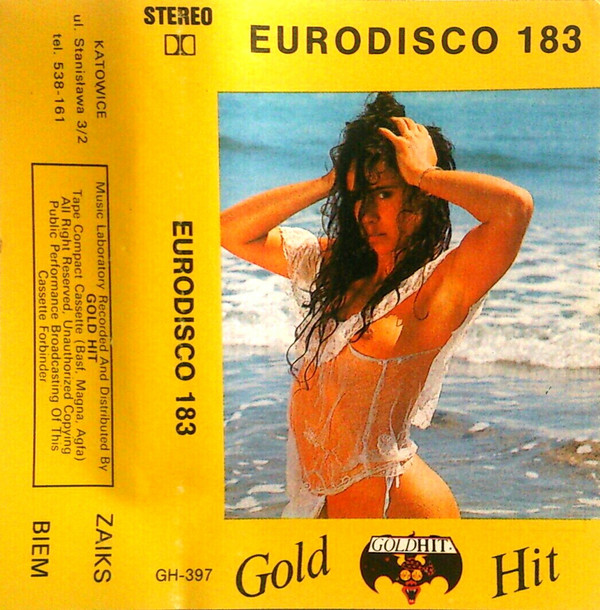 KATOWICE
ul. Stanisława 3/2
tel. 538-161
Music Laboratory Recorded And Distributed By
GOLD HIT
Tape Compact Cassette (Basf, Magna, Agfa)
All Right Reserved, Unauthorized Copying
Public Performance Broadcasting Of This
Cassette Forbinder
ZAIKS
BIEM
STEREO
EURODISCO 183
GH-397
EURODISCO 183
Gold
GOLDHIT.
Hit